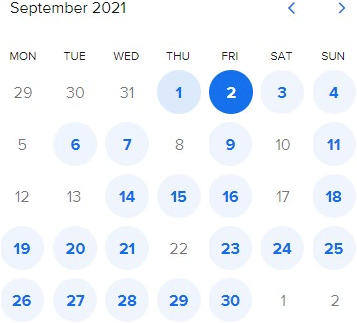 September 2021
MON TUE WED THU FRI SAT SUN
29 30 31 1 2 3 4
5 6 7 8 9 10 11
12 13 14 15 16 17 18
19 20 21 22 23 24 25
26 27 28 29 30 1 2